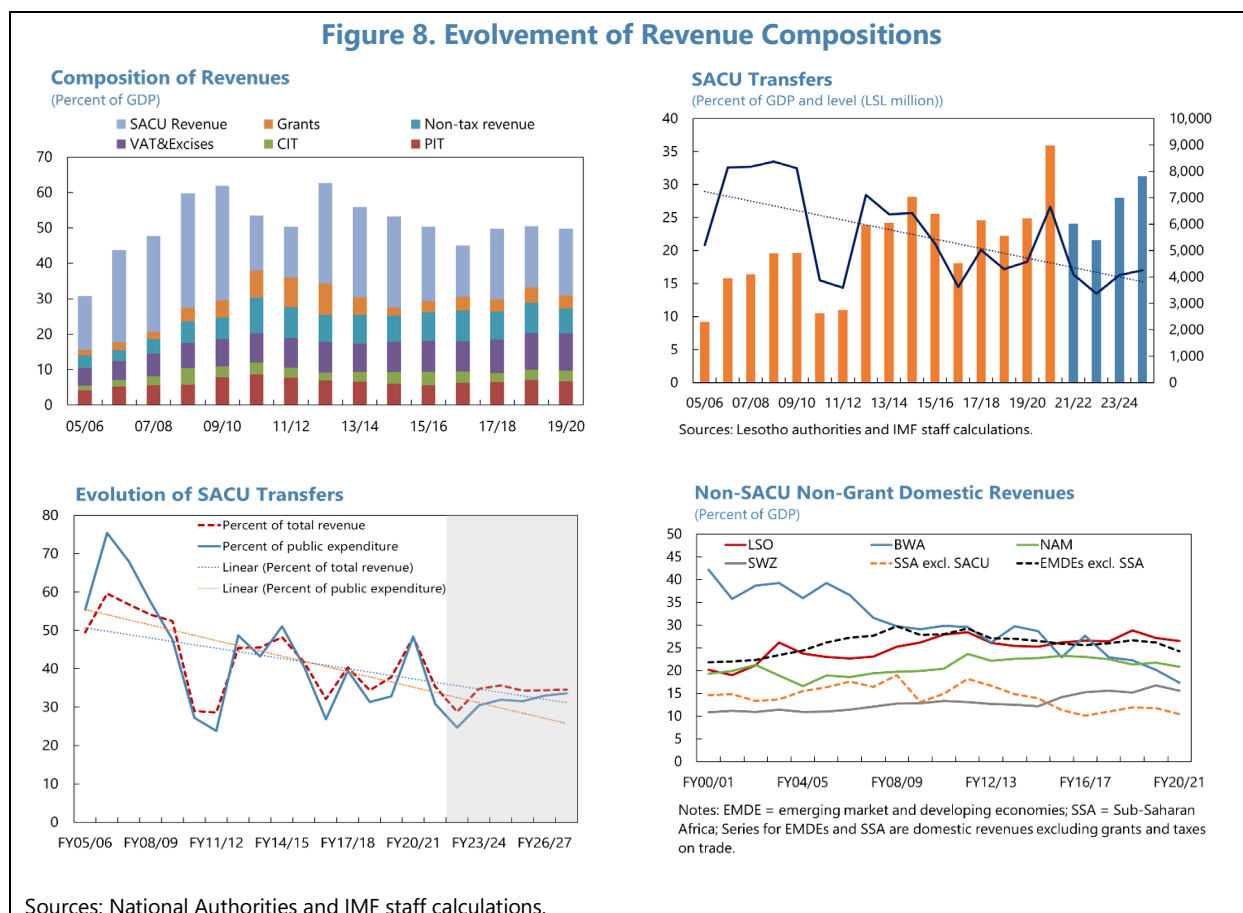 Figure 8. Evolvement of Revenue Compositions
Composition of Revenues
(Percent of GDP)
SACU Revenue Grants Non-tax revenue
VAT&Excises CIT PIT
70
60
50
40
30
20
10
0
05/06 07/08 09/10 11/12 13/14 15/16 17/18 19/20
SACU Transfers
(Percent of GDP and level (LSL million))
40 10,000
35 9,000
30 8,000
25 7,000
20 6,000
15 5,000
10 4,000
5 3,000
0 2,000
1,000
0
05/06 07/08 09/10 11/12 13/14 15/16 17/18 19/20 21/22 23/24
Sources: Lesotho authorities and IMF staff calculations.
Evolution of SACU Transfers
80
70
60
50
40
30
20
10
0
Percent of total revenue
Percent of public expenditure
Linear (Percent of total revenue)
Linear (Percent of public expenditure)
FY05/06 FY08/09 FY11/12 FY14/15 FY17/18 FY20/21 FY23/24 FY26/27
Non-SACU Non-Grant Domestic Revenues
(Percent of GDP)
50
45
40
35
30
25
20
15
10
5
0
LSO BWA NAM
SWZ SSA excl. SACU EMDEs excl. SSA
FY00/01 FY04/05 FY08/09 FY12/13 FY16/17 FY20/21
Notes: EMDE = emerging market and developing economies; SSA = Sub-Saharan
Africa; Series for EMDEs and SSA are domestic revenues excluding grants and taxes
on trade.
Sources: National Authorities and IMF staff calculations.